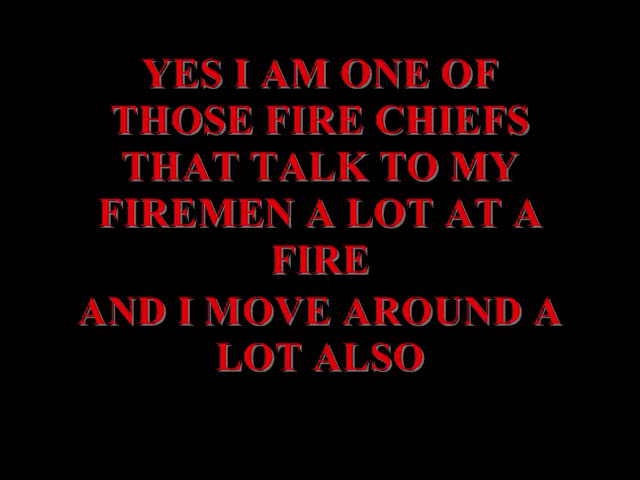 YES I AM ONE OF
THOSE FIRE CHIEFS
THAT TALK TO MY
FIREMEN A LOT AT A
FIRE
AND I MOVE AROUND A
LOT ALSO